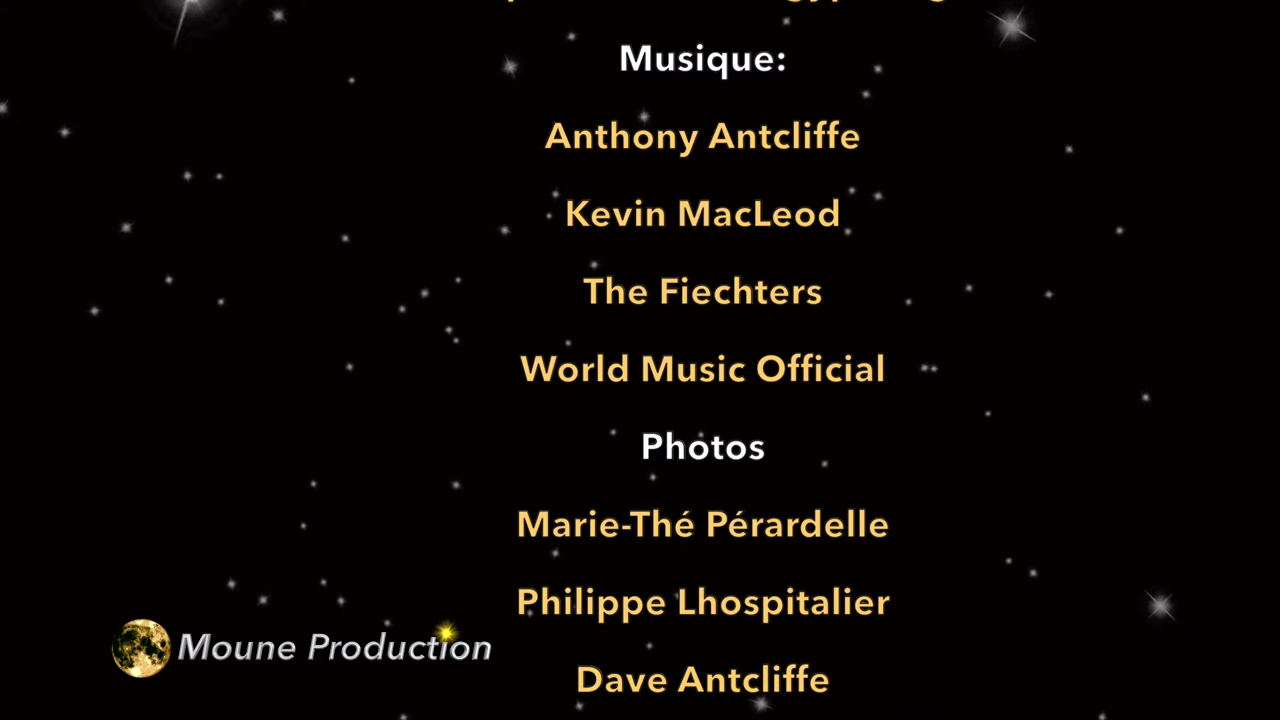 Musique:
Anthony Antcliffe
Kevin MacLeod
The Fiechters
World Music Official
Photos
Marie-Thé Pérardelle
Philippe Lhospitalier
Dave Antcliffe
Moune Production